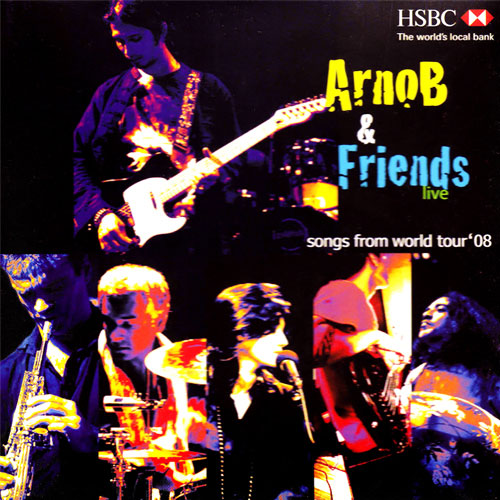 HSBC
The world's local bank
ArnoB
&
Friends
live
songs from world tour'08